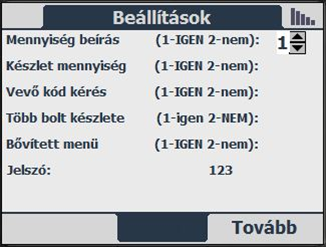 Beállítások
Mennyiség beírás (1-IGEN 2-nem): 1
Készlet mennyiség (1-IGEN 2-nem):
Vevő kód kérés (1-IGEN 2-nem):
Több bolt készlete (1-igen 2-NEM):
Bővített menü (1-IGEN 2-nem):
Jelszó: 123
Tovább